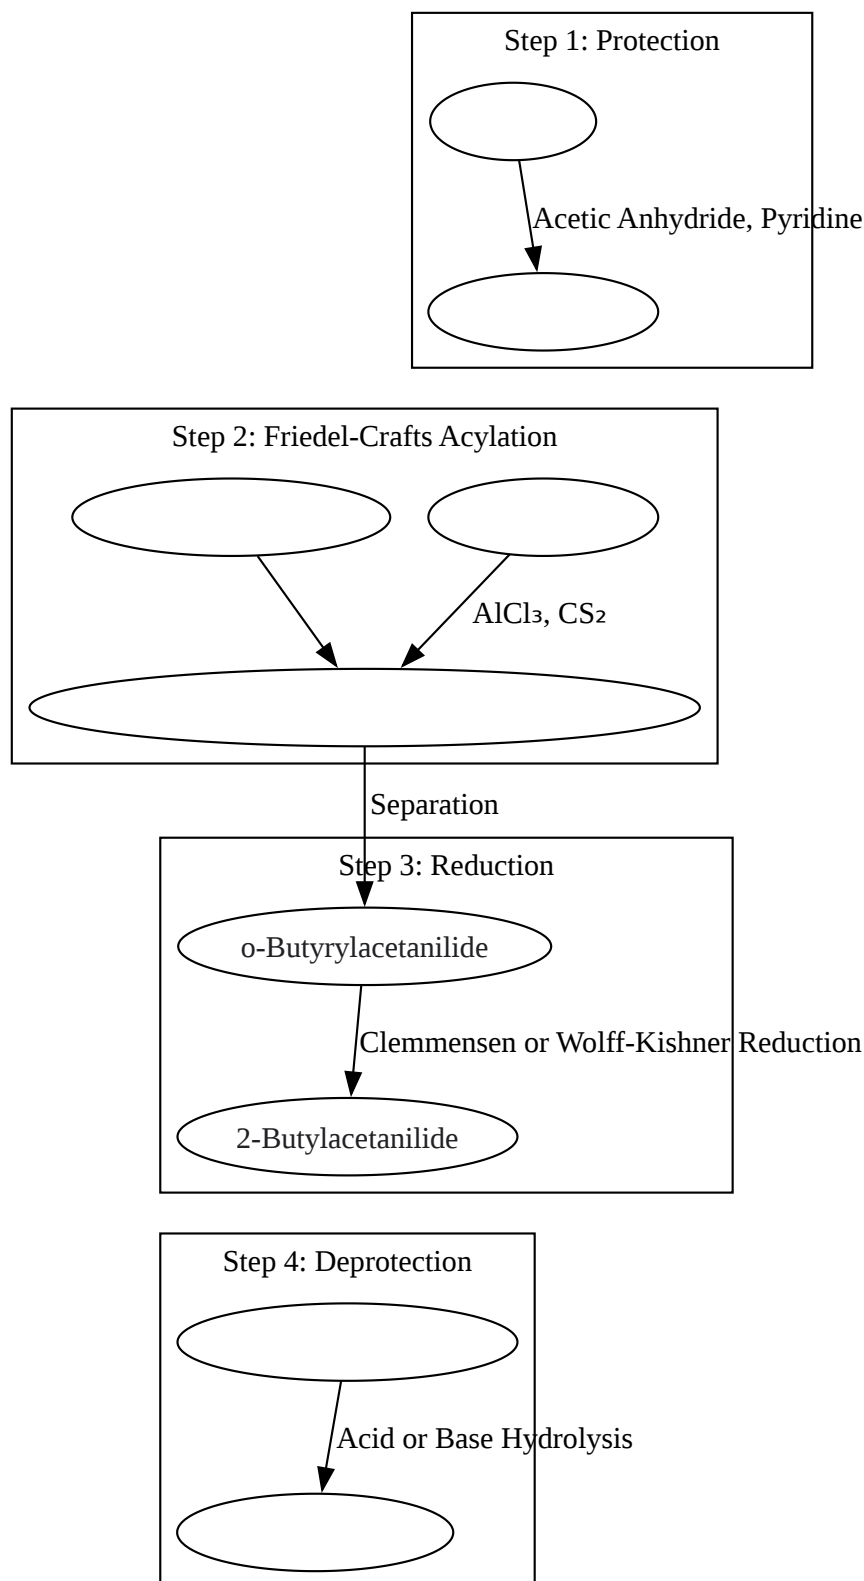 Step 1: Protection
Acetic Anhydride, Pyridine
Step 2: Friedel-Crafts Acylation
AlCl₃, CS₂
Separation
Step 3: Reduction
o-Butyrylacetanilide
Clemmensen or Wolff-Kishner Reduction
2-Butylacetanilide
Step 4: Deprotection
Acid or Base Hydrolysis